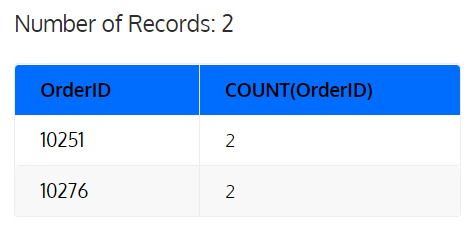 Number of Records: 2
OrderID COUNT(OrderID)
10251 2
10276 2